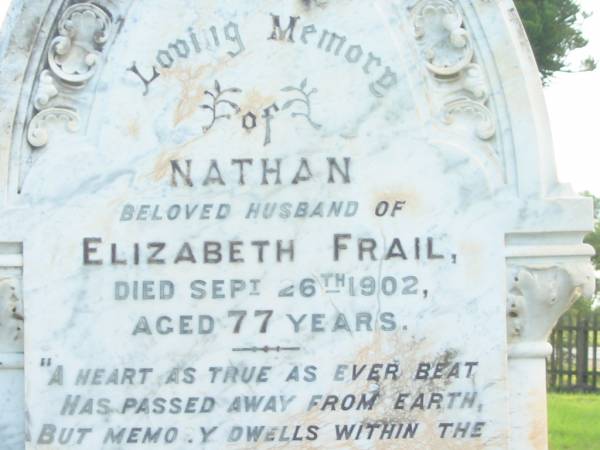 Loving Memory
of
NATHAN
BELOVED HUSBAND OF
ELIZABETH FRAIL,
DIED SEPT 26TH 1902,
AGED 77 YEARS.
"A HEART AS TRUE AS EVER BEAT
HAS PASSED AWAY FROM EARTH,
BUT MEMORY DWELLS WITHIN THE